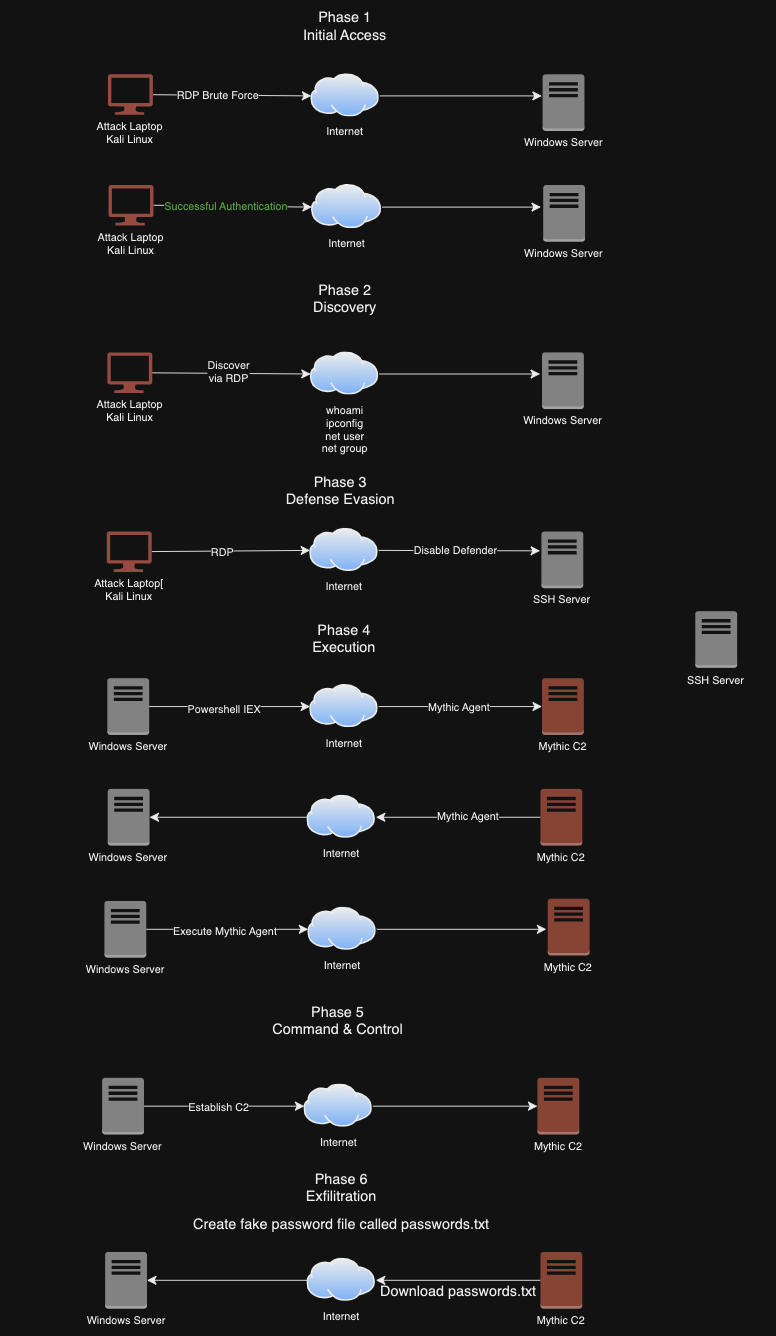 Phase 1
Initial Access
RDP Brute Force
Attack Laptop
Kali Linux
Internet
Windows Server
Successful Authentication
Attack Laptop
Kali Linux
Internet
Windows Server
Phase 2
Discovery
Discover
via RDP
Attack Laptop
Kali Linux
whoami
ipconfig
net user
net group
Windows Server
Phase 3
Defense Evasion
RDP
Disable Defender
Attack Laptop[
Kali Linux
Internet
SSH Server
SSH Server
Phase 4
Execution
Powershell IEX
Mythic Agent
Windows Server
Internet
Mythic C2
Mythic Agent
Windows Server
Internet
Mythic C2
Execute Mythic Agent
Windows Server
Internet
Mythic C2
Phase 5
Command & Control
Establish C2
Windows Server
Internet
Mythic C2
Phase 6
Exfilitration
Create fake password file called passwords.txt
Download passwords.txt
Windows Server
Internet
Mythic C2